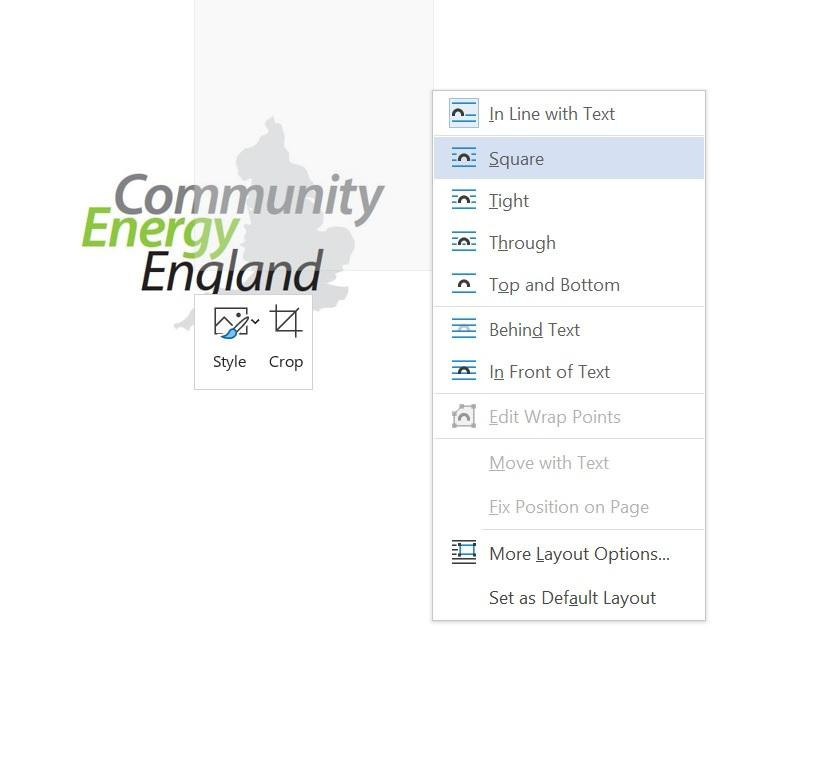 Community
Energy
England
Style
Crop
In Line with Text
Square
Tight
Through
Top and Bottom
Behind Text
In Front of Text
Edit Wrap Points
Move with Text
Fix Position on Page
More Layout Options...
Set as Default Layout